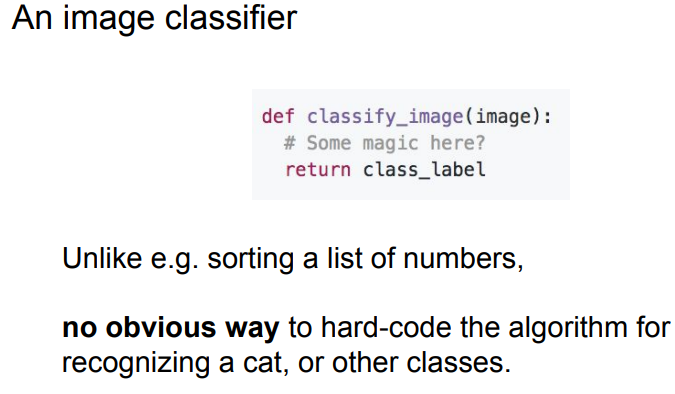 An image classifier
def classify_image(image):
# Some magic here?
return class_label
Unlike e.g. sorting a list of numbers,
no obvious way to hard-code the algorithm for
recognizing a cat, or other classes.